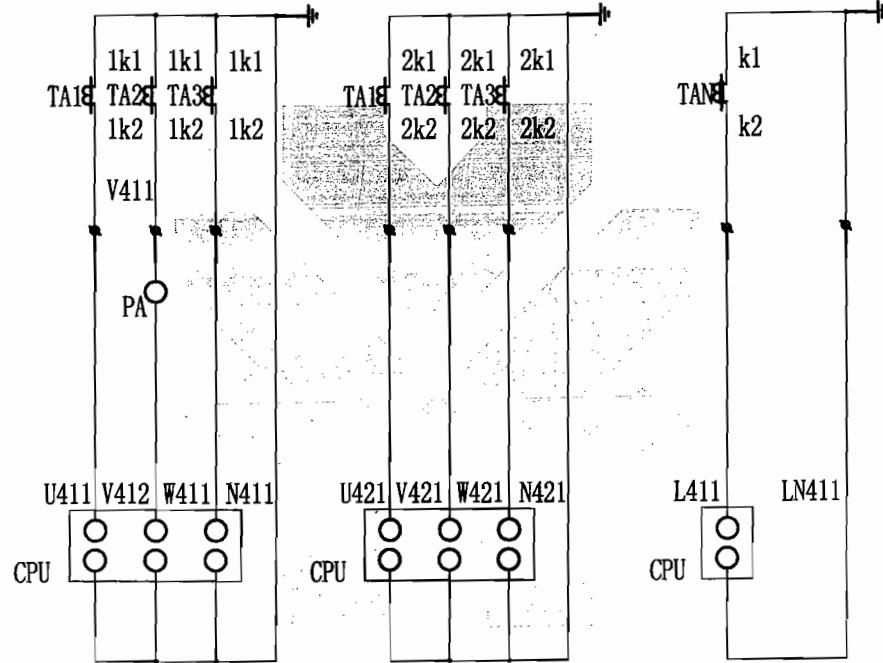 1k1 1k1 1k1 2k1 2k1 2k1 k1
TA1 TA2 TA3 TA1 TA2 TA3 TAN
1k2 1k2 1k2 2k2 2k2 2k2 k2
V411
PA
U411 V412 W411 N411 U421 V421 W421 N421 L411 LN411
CPU CPU CPU